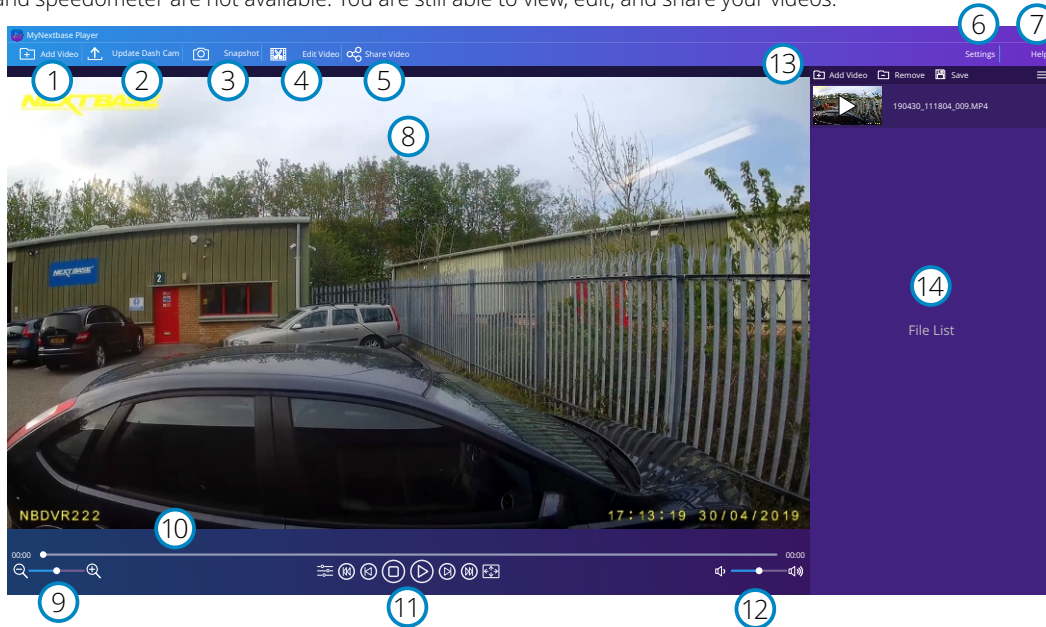 and speedometer are not available. You are still able to view, edit, and share your videos.
MyNextbase Player
6
7
Add Video
Update Dash Cam
Snapshot
Edit Video
Share Video
Settings
Help
1
2
3
4
5
13
Add Video
Remove
Save
NEXTBASE
190430_111804_009.MP4
8
NEXTBASE
2
14
File List
NBDVR222
17:13:19 30/04/2019
10
00:00
00:00
9
11
12